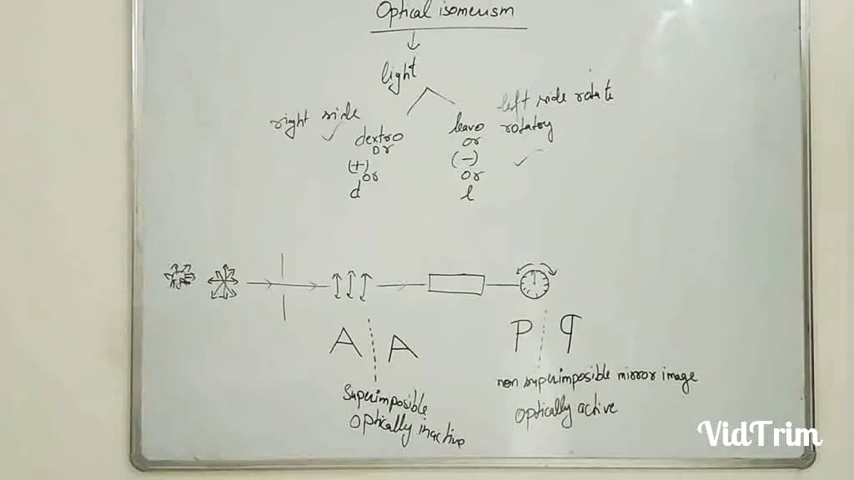 Optical isomerism
light
right side
left side rotate
dextro
or
(+) or
d
leavo rotatory
or
(-)
or
l
A A
P q
Superimposible
Optically inactive
non superimposible mirror image
Optically active
VidTrim